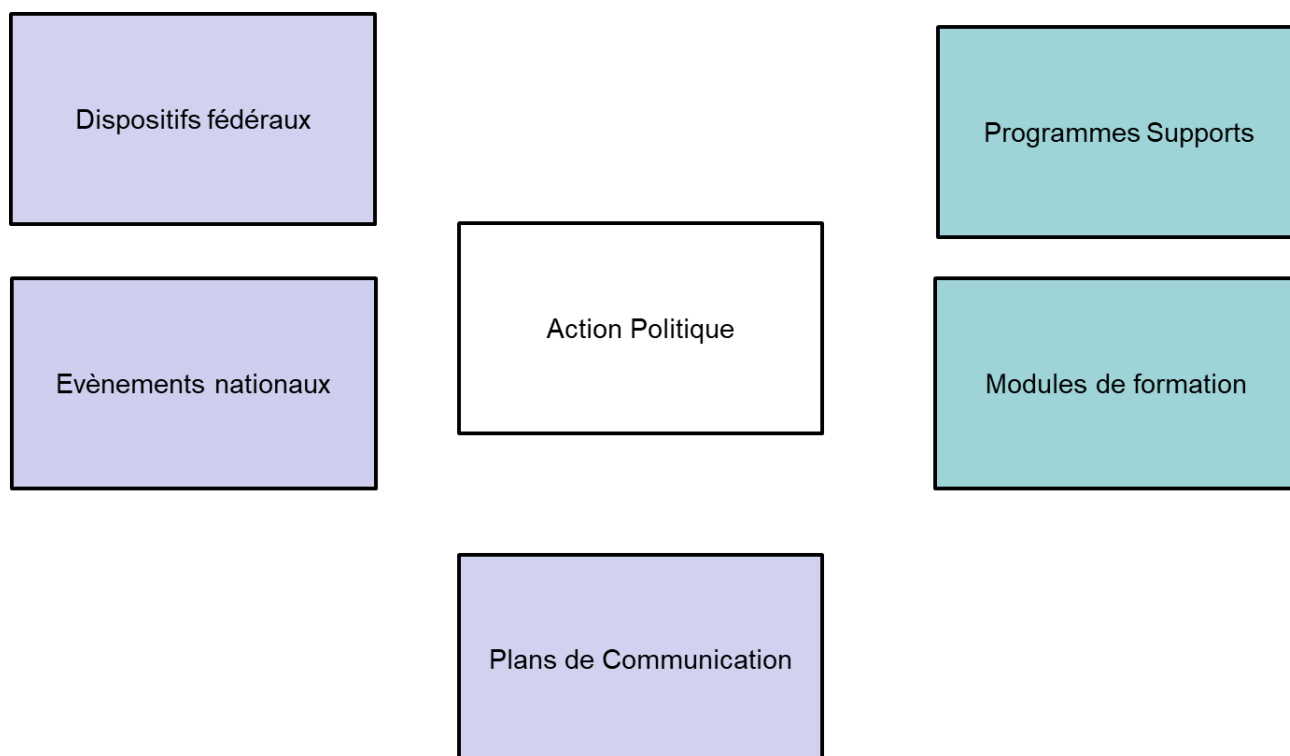 Dispositifs fédéraux
Programmes Supports
Action Politique
Evènements nationaux
Modules de formation
Plans de Communication